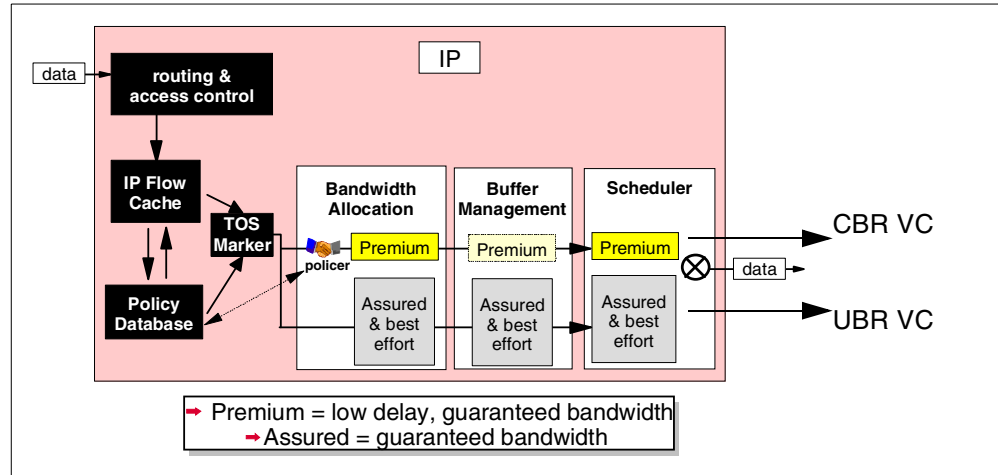 IP
data
routing &
access control
IP Flow
Cache
TOS
Marker
Policy
Database
Bandwidth
Allocation
policer
Premium
Assured
& best
effort
Buffer
Management
Premium
Assured
& best
effort
Scheduler
Premium
Assured
& best
effort
CBR VC
data
UBR VC
Premium = low delay, guaranteed bandwidth
Assured = guaranteed bandwidth